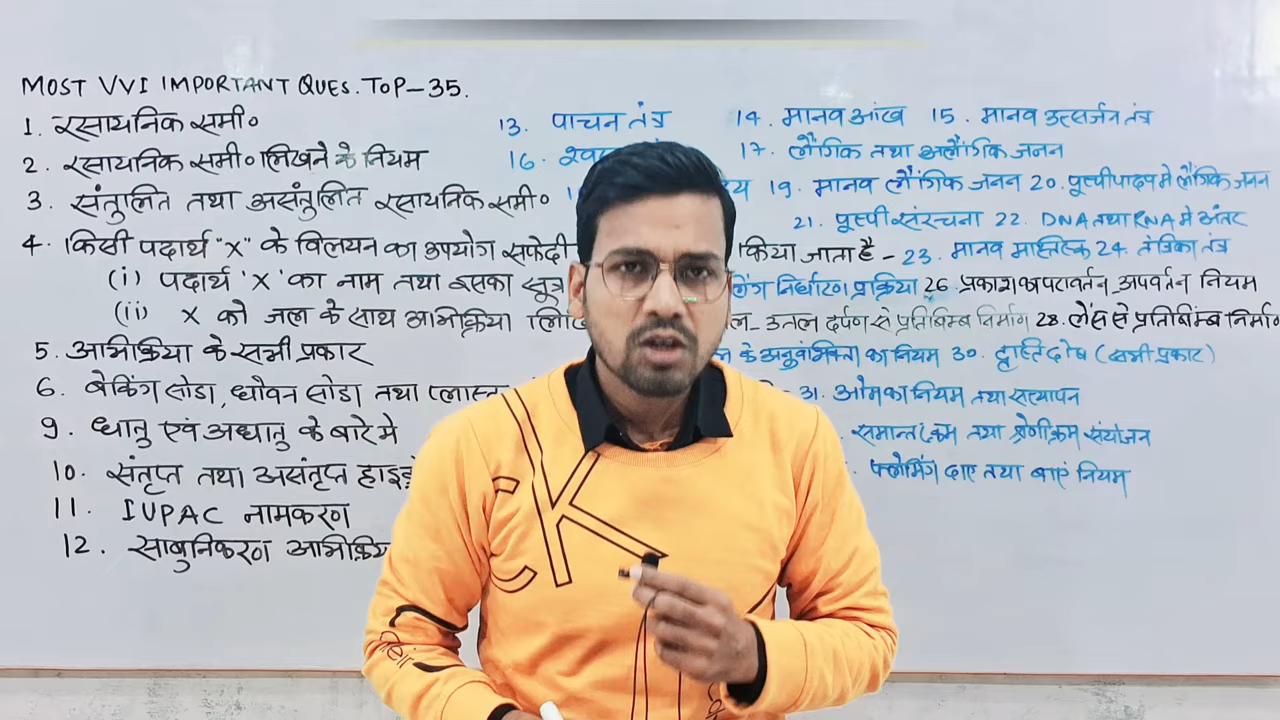 MOST VVI IMPORTANT QUES. TOP-35.
1. रसायनिक समी०
2. रसायनिक समी० लिखने के नियम
3. संतुलित तथा असंतुलित रसायनिक समी०
4. किसी पदार्थ "X" के विलयन का उपयोग सफेदी किया जाता है -
(i) पदार्थ 'X' का नाम तथा इसका सूत्र
(ii) X को जल के साथ अभिक्रिया
5. अभिक्रिया के सभी प्रकार
6. बेकिंग सोडा, धोवन सोडा तथा
9. धातु एवं अधातु के बारे मे
10. संतृप्त तथा असंतृप्त
11. IUPAC नामकरण
12. साबुनिकरण
13. पाचन तंत्र 14. मानव आंख 15. मानव उत्सर्जन तंत्र
16. 17. लैंगिक तथा अलैंगिक जनन
19. मानव लैंगिक जनन 20. पुष्पीपादप मे लैंगिक जनन
21. पुष्पी संरचना 22. DNA तथा RNA मे अंतर
23. मानव मास्तिष्क 24. तंत्रिका तंत्र
लिंग निर्धारण प्रक्रिया 26. प्रकाश का परावर्तन, अपवर्तन नियम
उत्तल दर्पण से प्रतिबिम्ब निर्माण 28. लेंस से प्रतिबिंम्ब निर्माण
के अनुवांशिकता का नियम 30. दृष्टि दोष (सभी प्रकार)
31. ओम का नियम तथा सत्यापन
समान्तर क्रम तथा श्रेणीक्रम संयोजन
फ्लेमिंग दाए तथा बाएं नियम